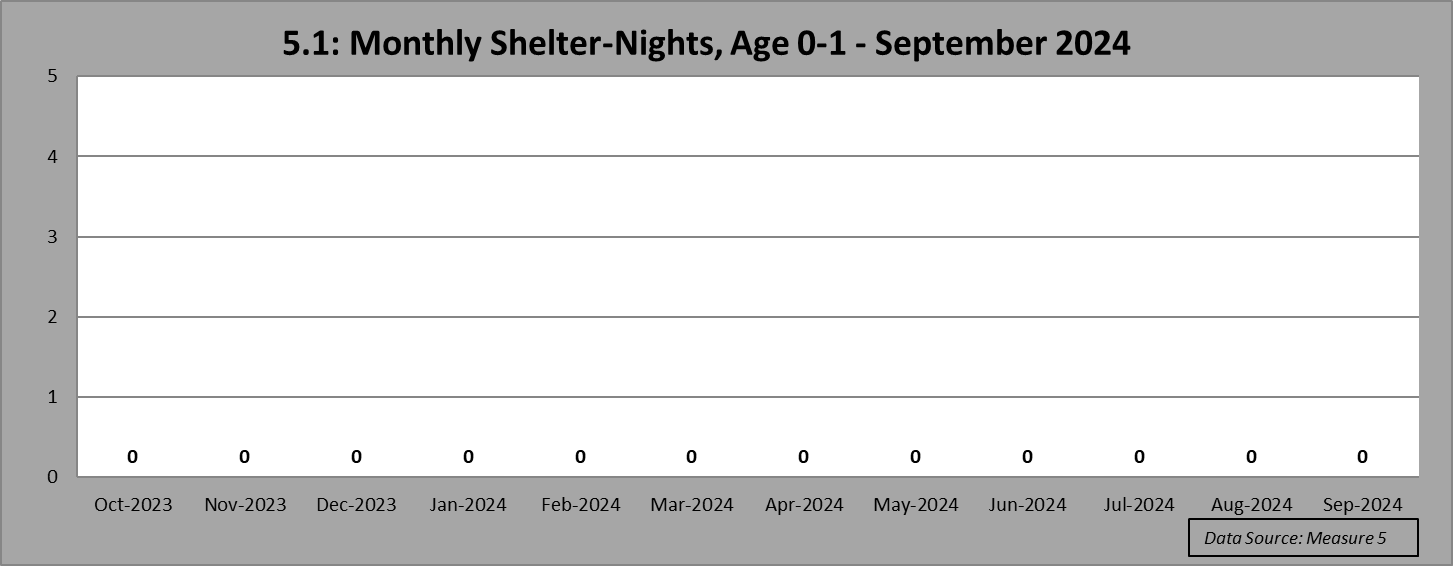 5.1: Monthly Shelter-Nights, Age 0-1 - September 2024
5
4
3
2
1
0
0 0 0 0 0 0 0 0 0 0 0 0
Oct-2023 Nov-2023 Dec-2023 Jan-2024 Feb-2024 Mar-2024 Apr-2024 May-2024 Jun-2024 Jul-2024 Aug-2024 Sep-2024
Data Source: Measure 5